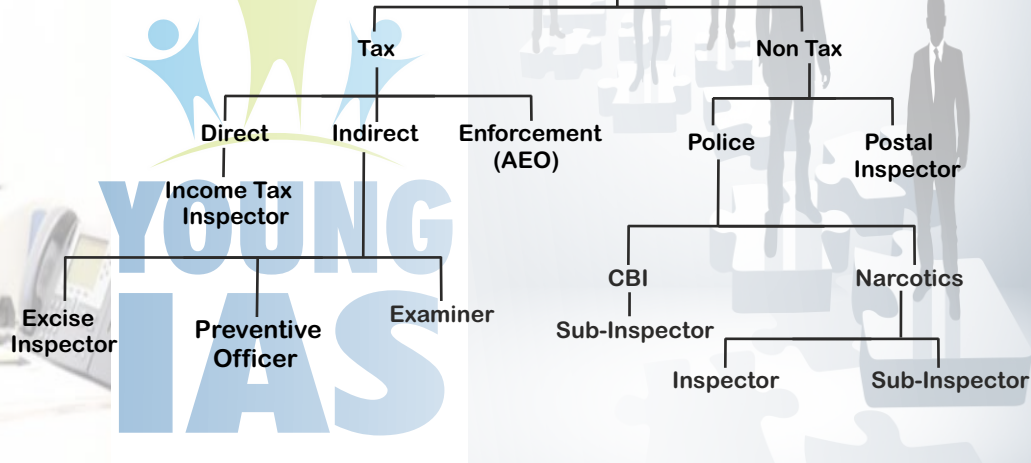 Tax
Non Tax
Direct
Indirect
Enforcement
(AEO)
Police
Postal
Inspector
Income Tax
Inspector
YOUNG
IAS
CBI
Narcotics
Excise
Inspector
Preventive
Officer
Examiner
Sub-Inspector
Inspector
Sub-Inspector